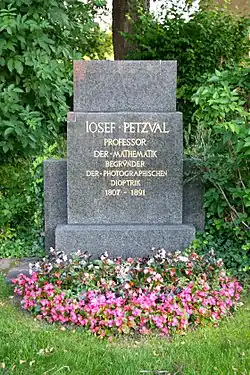 IOSEF · PETZVAL
PROFESSOR
DER · MATHEMATIK
BEGRÜNDER
DER · PHOTOGRAPHISCHEN
DIOPTRIK
1807 – 1891